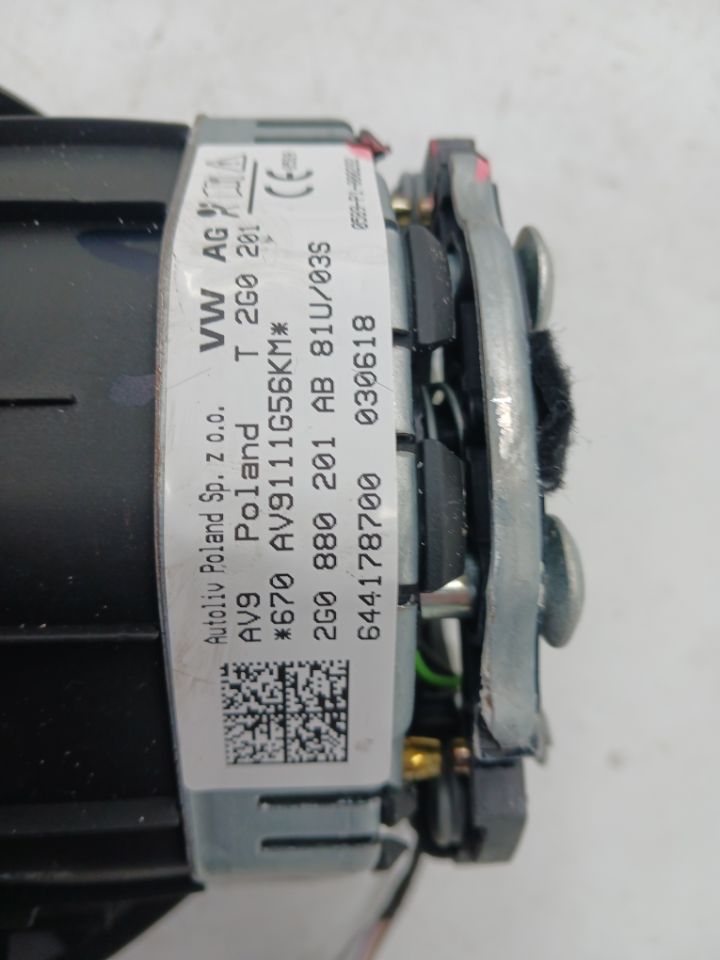 Autoliv Poland Sp. z o.o. VW AG
AV9 Poland T 2G0 201
*670 AV9111G56KM*
2G0 880 201 AB 81U/03S
644178700 030618
CE